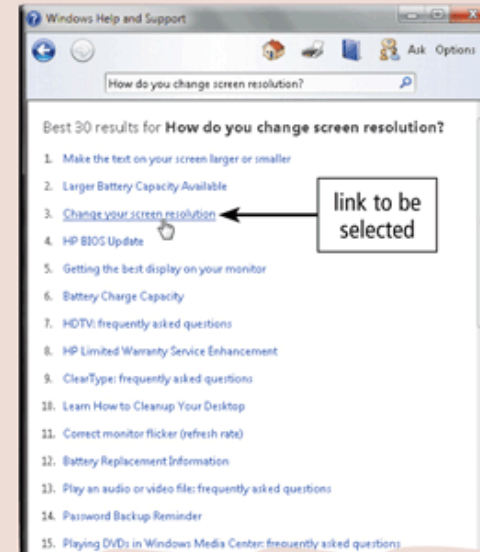 Windows Help and Support
Ask Options
How do you change screen resolution?
Best 30 results for How do you change screen resolution?
1. Make the text on your screen larger or smaller
2. Larger Battery Capacity Available
3. Change your screen resolution
link to be
selected
4. HP BIOS Update
5. Getting the best display on your monitor
6. Battery Charge Capacity
7. HDTV: frequently asked questions
8. HP Limited Warranty Service Enhancement
9. ClearType: frequently asked questions
10. Learn How to Cleanup Your Desktop
11. Correct monitor flicker (refresh rate)
12. Battery Replacement Information
13. Play an audio or video file: frequently asked questions
14. Password Backup Reminder
15. Playing DVDs in Windows Media Center: frequently asked questions